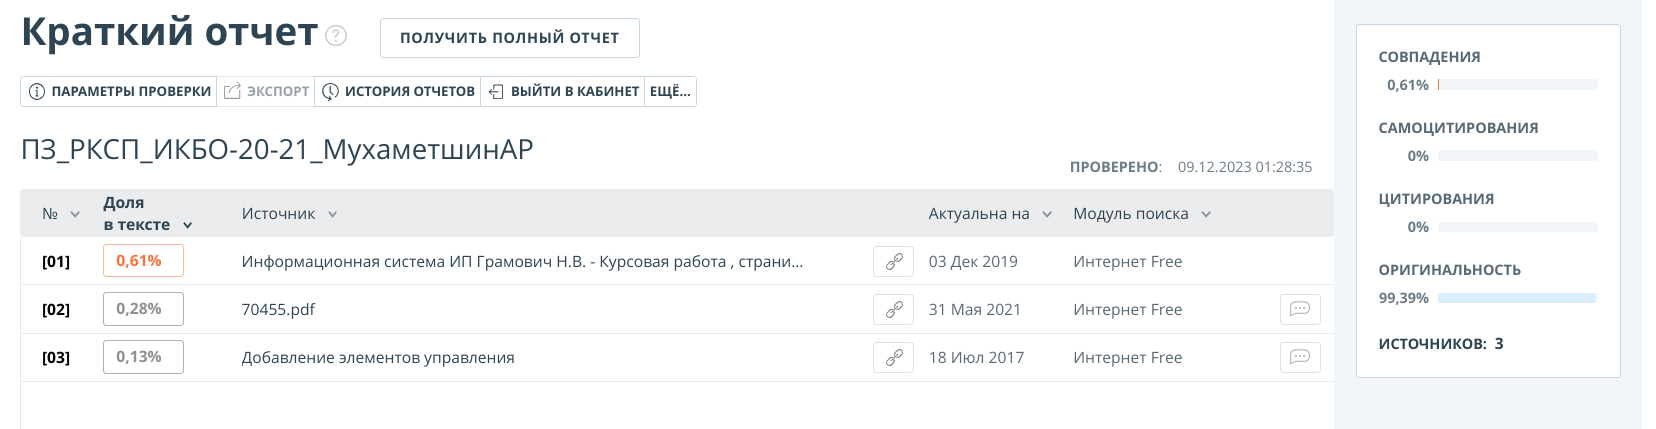 Краткий отчет
?
ПОЛУЧИТЬ ПОЛНЫЙ ОТЧЕТ
ПАРАМЕТРЫ ПРОВЕРКИ ЭКСПОРТ ИСТОРИЯ ОТЧЕТОВ ВЫЙТИ В КАБИНЕТ ЕЩЁ...
ПЗ_РКСП_ИКБО-20-21_МухаметшинАР
ПРОВЕРЕНО: 09.12.2023 01:28:35
№ Доля в тексте Источник Актуальна на Модуль поиска
[01] 0,61% Информационная система ИП Грамович Н.В. - Курсовая работа , страни... 03 Дек 2019 Интернет Free
[02] 0,28% 70455.pdf 31 Мая 2021 Интернет Free
[03] 0,13% Добавление элементов управления 18 Июл 2017 Интернет Free
СОВПАДЕНИЯ
0,61%
САМОЦИТИРОВАНИЯ
0%
ЦИТИРОВАНИЯ
0%
ОРИГИНАЛЬНОСТЬ
99,39%
ИСТОЧНИКОВ: 3